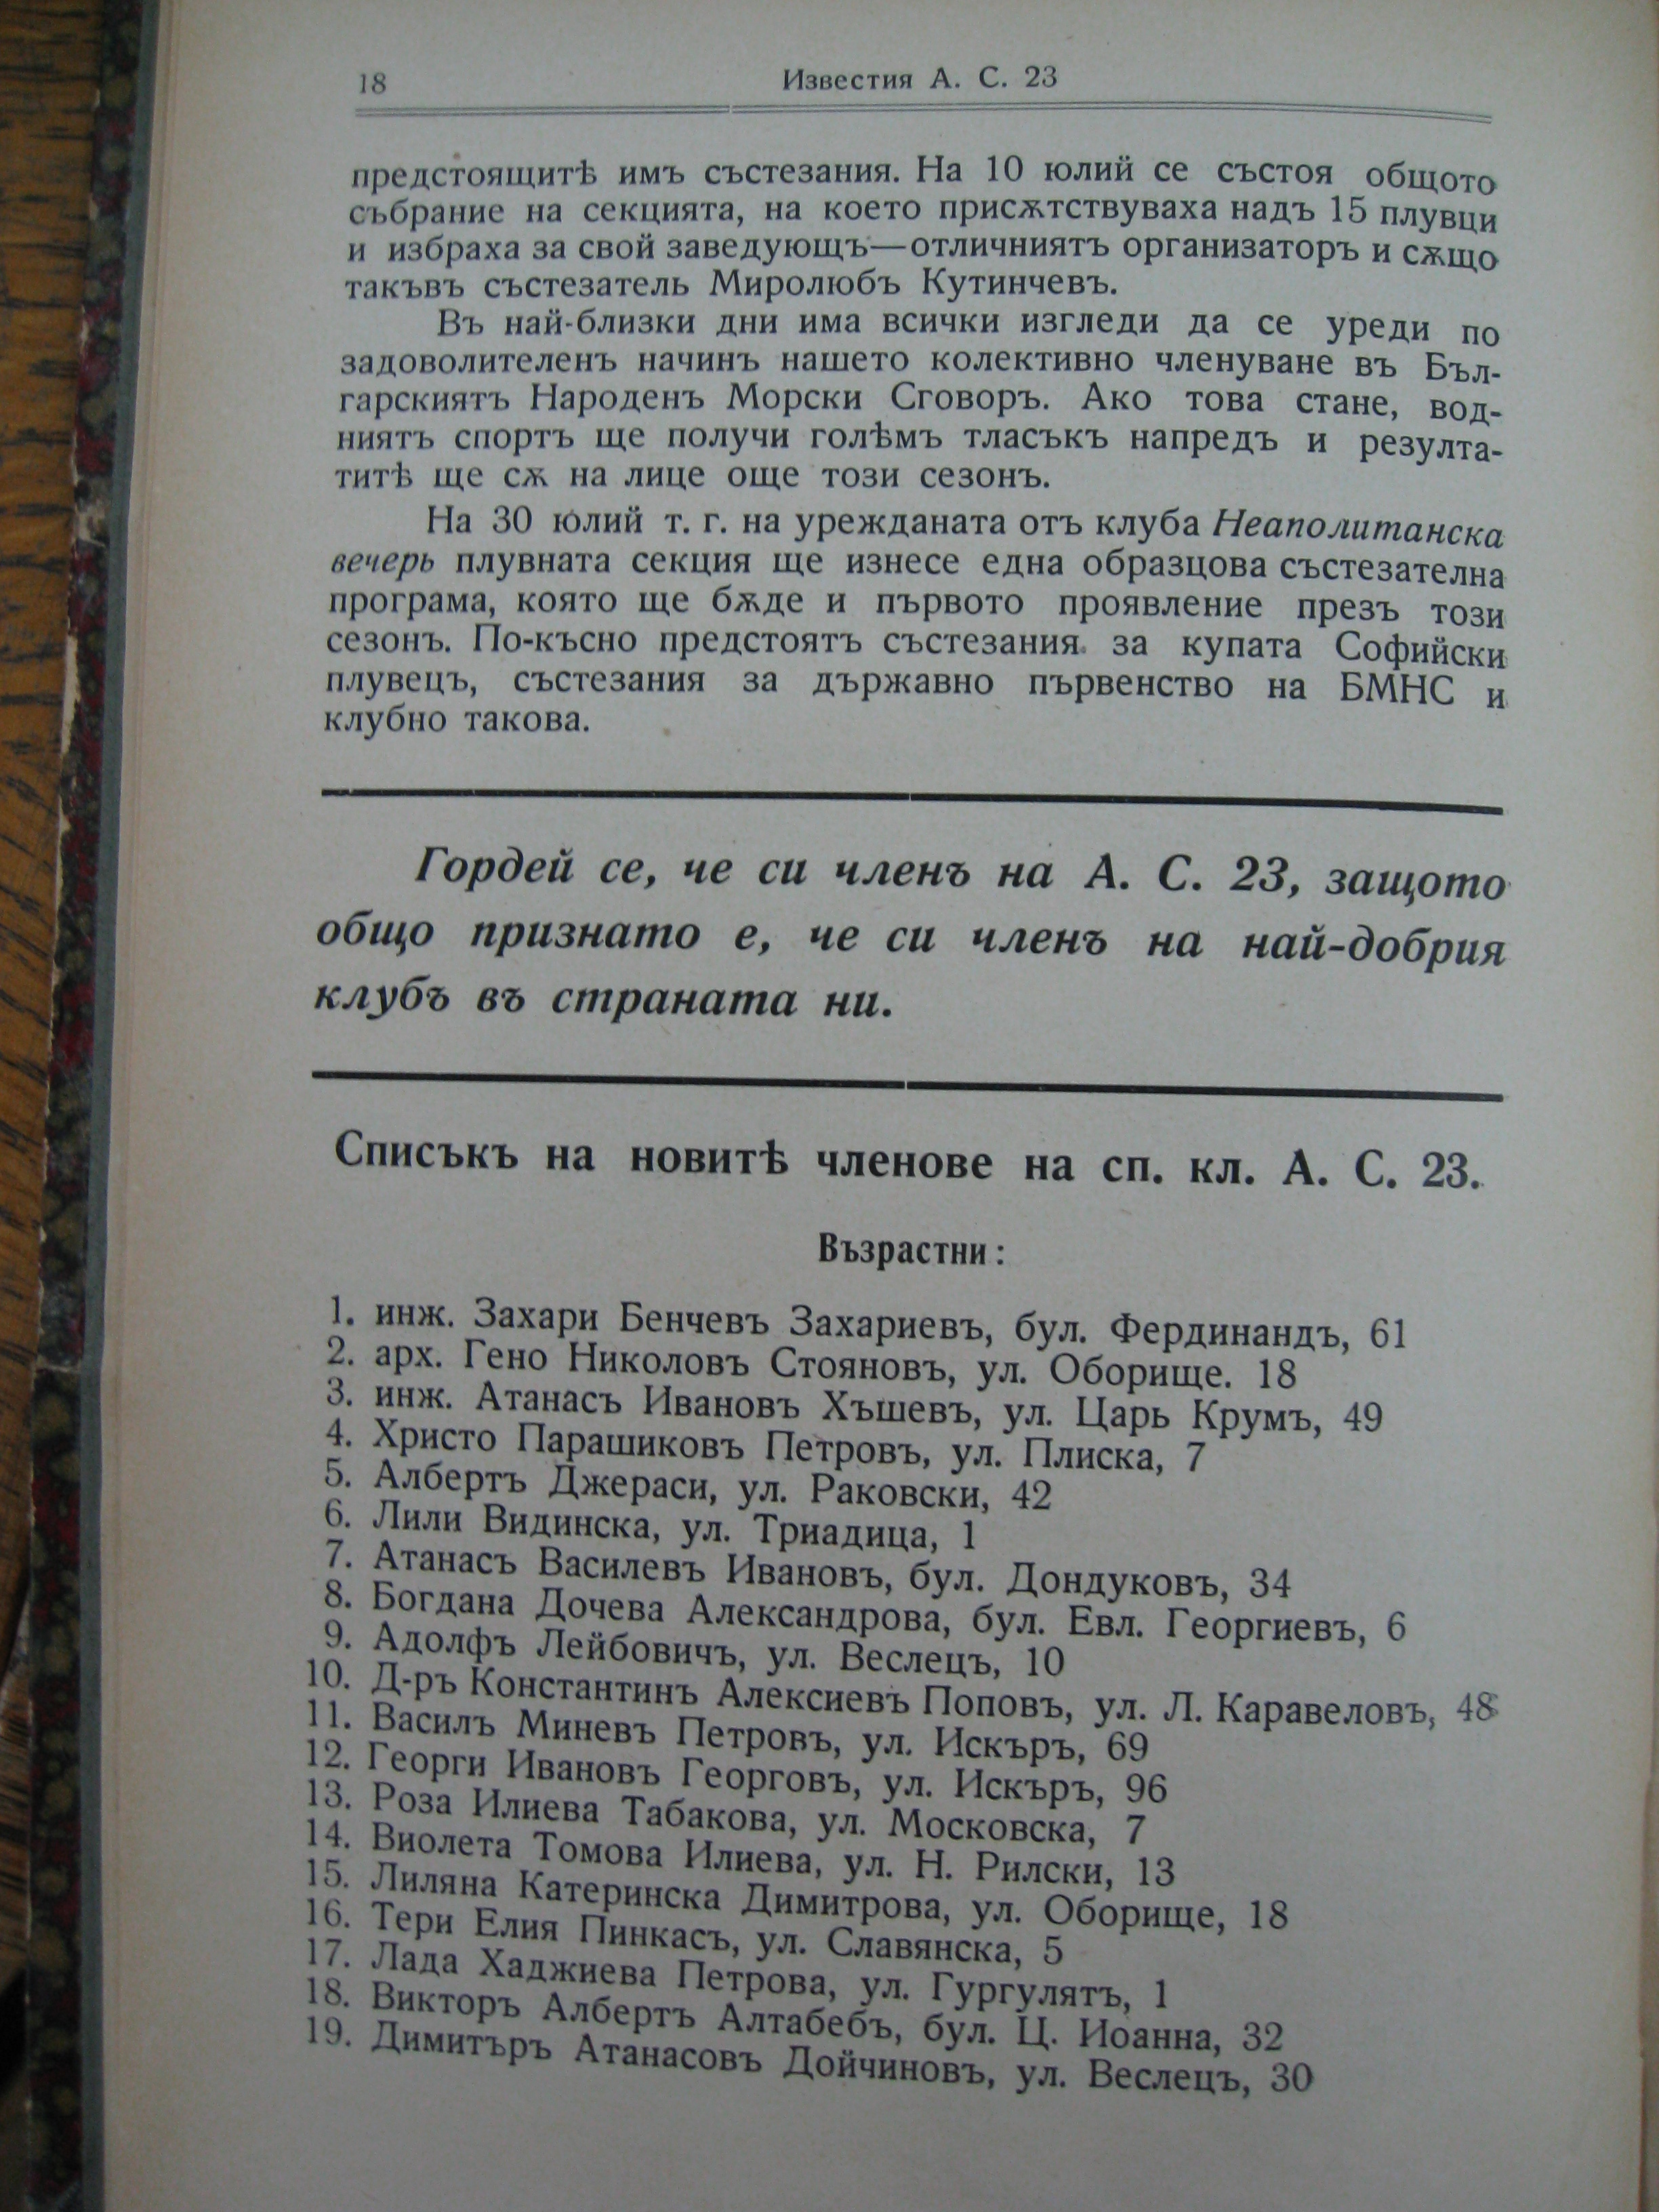 18
Известия А. С. 23
предстоящитѣ имъ състезания. На 10 юлий се състоя общото
събрание на секцията, на което присѫтствуваха надъ 15 плувци
и избраха за свой заведующъ—отличниятъ организаторъ и сѫщо
такъвъ състезатель Миролюбъ Кутинчевъ.
Въ най-близки дни има всички изгледи да се уреди по
задоволителенъ начинъ нашето колективно членуване въ Бъл-
гарскиятъ Народенъ Морски Сговоръ. Ако това стане, вод-
ниятъ спортъ ще получи голѣмъ тласъкъ напредъ и резулта-
титѣ ще сѫ на лице още този сезонъ.
На 30 юлий т. г. на урежданата отъ клуба Неаполитанска
вечерь плувната секция ще изнесе една образцова състезателна
програма, която ще бѫде и първото проявление презъ този
сезонъ. По-късно предстоятъ състезания за купата Софийски
плувецъ, състезания за държавно първенство на БМНС и
клубно такова.
Гордей се, че си членъ на А. С. 23, защото
общо признато е, че си членъ на най-добрия
клубъ въ страната ни.
Списъкъ на новитѣ членове на сп. кл. А. С. 23.
Възрастни:
1. инж. Захари Бенчевъ Захариевъ, бул. Фердинандъ, 61
2. арх. Гено Николовъ Стояновъ, ул. Оборище. 18
3. инж. Атанасъ Ивановъ Хъшевъ, ул. Царь Крумъ, 49
4. Христо Парашиковъ Петровъ, ул. Плиска, 7
5. Албертъ Джераси, ул. Раковски, 42
6. Лили Видинска, ул. Триадица, 1
7. Атанасъ Василевъ Ивановъ, бул. Дондуковъ, 34
8. Богдана Дочева Александрова, бул. Евл. Георгиевъ, 6
9. Адолфъ Лейбовичъ, ул. Веслецъ, 10
10. Д-ръ Константинъ Алексиевъ Поповъ, ул. Л. Каравеловъ, 48
11. Василъ Миневъ Петровъ, ул. Искъръ, 69
12. Георги Ивановъ Георговъ, ул. Искъръ, 96
13. Роза Илиева Табакова, ул. Московска, 7
14. Виолета Томова Илиева, ул. Н. Рилски, 13
15. Лиляна Катеринска Димитрова, ул. Оборище, 18
16. Тери Елия Пинкасъ, ул. Славянска, 5
17. Лада Хаджиева Петрова, ул. Гургулятъ, 1
18. Викторъ Албертъ Алтабебъ, бул. Ц. Иоанна, 32
19. Димитъръ Атанасовъ Дойчиновъ, ул. Веслецъ, 30